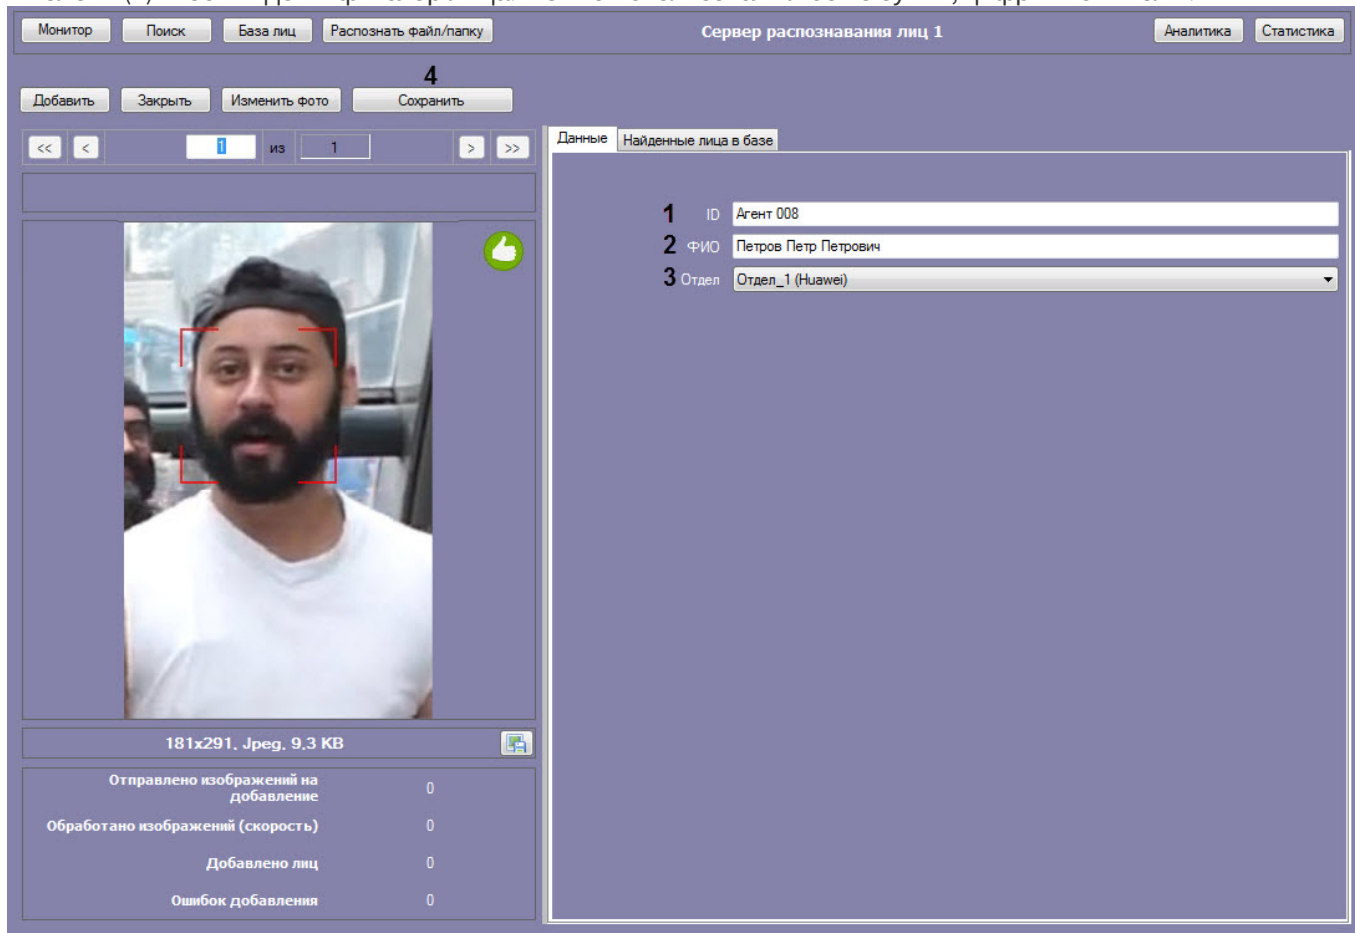 Монитор Поиск База лиц Распознать файл/папку Сервер распознавания лиц 1 Аналитика Статистика
4
Добавить Закрыть Изменить фото Сохранить
<< < 1 из 1 > >>
Данные Найденные лица в базе
1 ID Агент 008
2 ФИО Петров Петр Петрович
3 Отдел Отдел_1 (Huawei)
181x291, Jpeg, 9,3 KB
Отправлено изображений на
добавление 0
Обработано изображений (скорость) 0
Добавлено лиц 0
Ошибок добавления 0